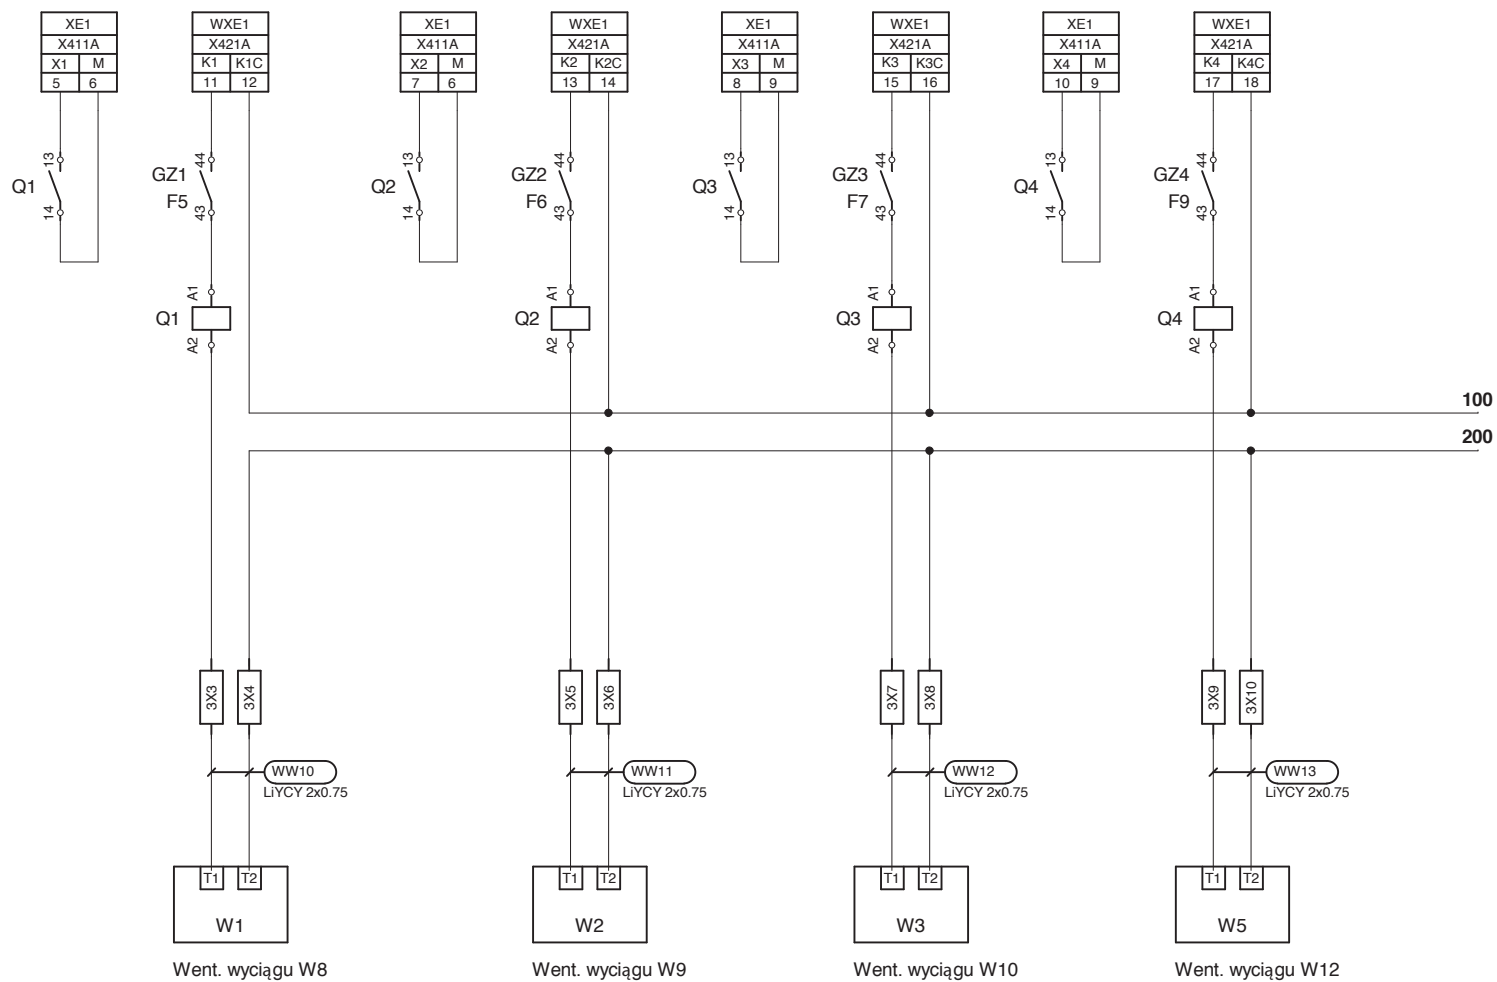 XE1 WXE1 XE1 WXE1 XE1 WXE1 XE1 WXE1
X411A X421A X411A X421A X411A X421A X411A X421A
X1 M K1 K1C X2 M K2 K2C X3 M K3 K3C X4 M K4 K4C
5 6 11 12 7 6 13 14 8 9 15 16 10 9 17 18
13 44 13 44 13 44 13 44
Q1 GZ1 Q2 GZ2 Q3 GZ3 Q4 GZ4
F5 F6 F7 F9
14 43 14 43 14 43 14 43
A1 A1 A1 A1
Q1 Q2 Q3 Q4
A2 A2 A2 A2
100
200
3X3 3X4 3X5 3X6 3X7 3X8 3X9 3X10
WW10 WW11 WW12 WW13
LiYCY 2x0.75 LiYCY 2x0.75 LiYCY 2x0.75 LiYCY 2x0.75
T1 T2 T1 T2 T1 T2 T1 T2
W1 W2 W3 W5
Went. wyciągu W8 Went. wyciągu W9 Went. wyciągu W10 Went. wyciągu W12